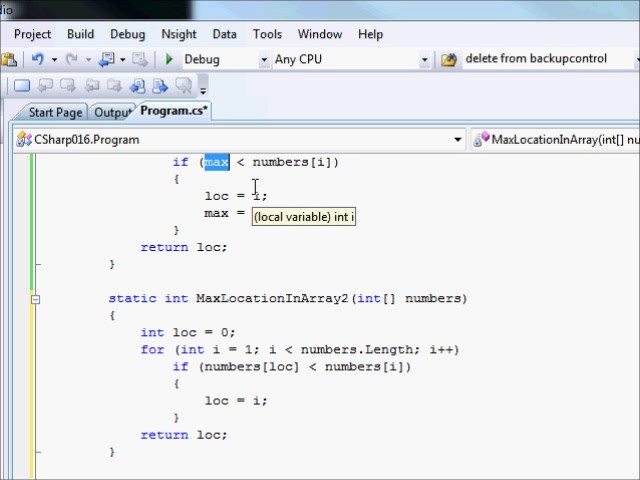 dio
Project Build Debug Nsight Data Tools Window Help
Debug Any CPU delete from backupcontrol
Start Page Output Program.cs*
CSharp016.Program MaxLocationInArray(int[] nu
if (max < numbers[i])
{
loc = i;
max =
(local variable) int i
}
return loc;
}
static int MaxLocationInArray2(int[] numbers)
{
int loc = 0;
for (int i = 1; i < numbers.Length; i++)
if (numbers[loc] < numbers[i])
{
loc = i;
}
return loc;
}